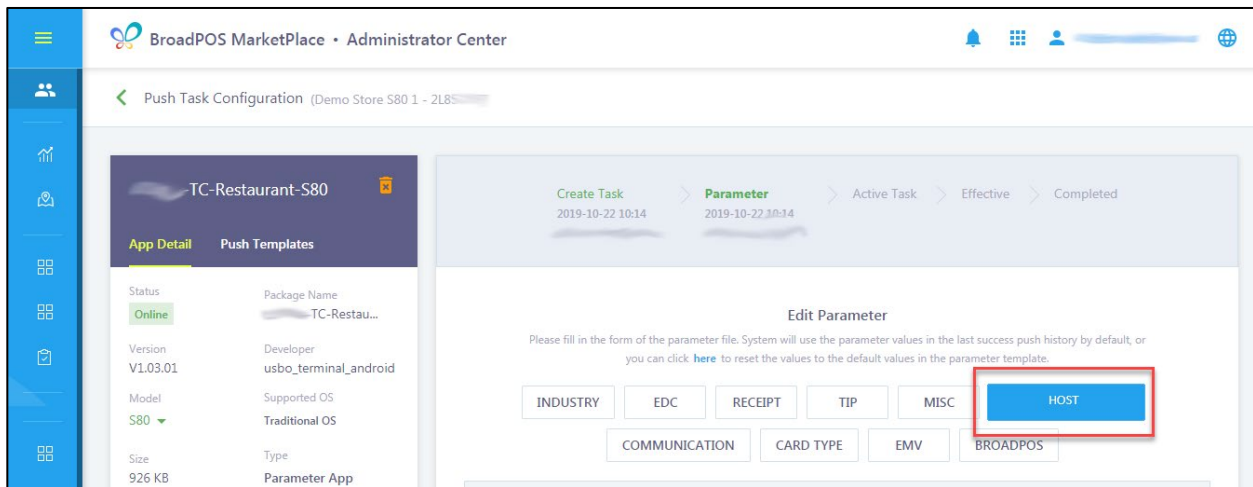 BroadPOS MarketPlace • Administrator Center
Push Task Configuration (Demo Store S80 1 - 2L8
-TC-Restaurant-S80
App Detail Push Templates
Status Package Name
Online -TC-Restau...
Version Developer
V1.03.01 usbo_terminal_android
Model Supported OS
S80 Traditional OS
Size Type
926 KB Parameter App
Create Task Parameter Active Task Effective Completed
2019-10-22 10:14 2019-10-22 10:14
Edit Parameter
Please fill in the form of the parameter file. System will use the parameter values in the last success push history by default, or
you can click here to reset the values to the default values in the parameter template.
INDUSTRY EDC RECEIPT TIP MISC HOST
COMMUNICATION CARD TYPE EMV BROADPOS